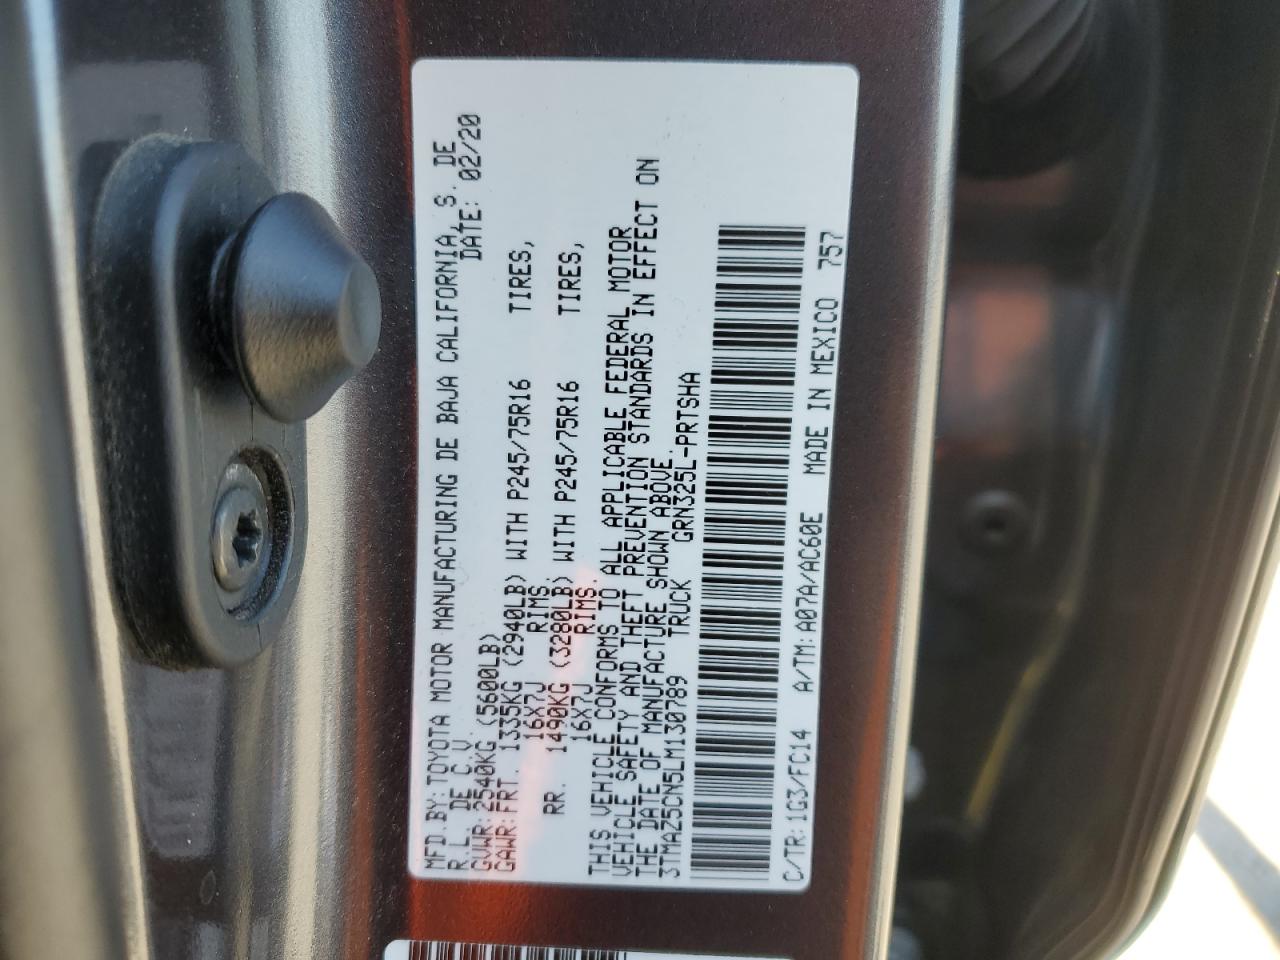 MFD.BY:TOYOTA MOTOR MANUFACTURING DE BAJA CALIFORNIA, S. DE
R.L. DE C.V. DATE: 02/20
GVWR:2540KG (5600LB)
GAWR:FRT. 1335KG (2940LB) WITH P245/75R16 TIRES,
16X7J RIMS.
RR. 1490KG (3280LB) WITH P245/75R16 TIRES,
16X7J RIMS.
THIS VEHICLE CONFORMS TO ALL APPLICABLE FEDERAL MOTOR
VEHICLE SAFETY AND THEFT PREVENTION STANDARDS IN EFFECT ON
THE DATE OF MANUFACTURE SHOWN ABOVE.
3TMAZ5CN5LM130789 TRUCK GRN325L-PRTSHA
C/TR:1G3/FC14 A/TM:A07A/AC60E MADE IN MEXICO 757